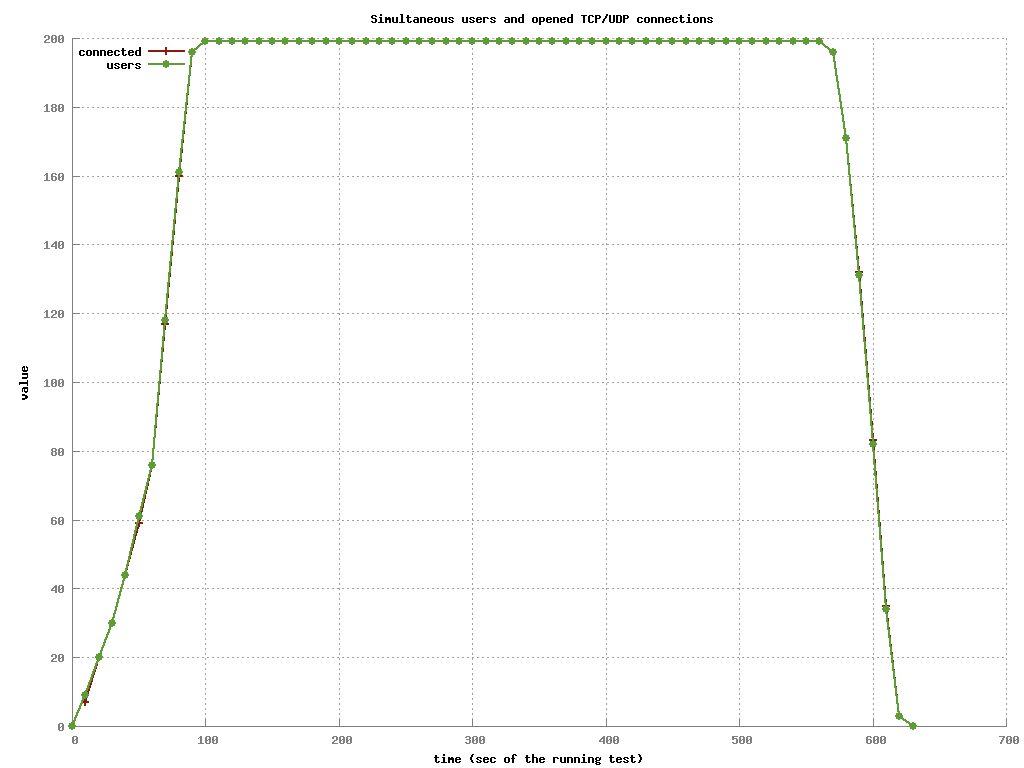 Simultaneous users and opened TCP/UDP connections
connected
users
200
180
160
140
120
100
80
60
40
20
0
value
0 100 200 300 400 500 600 700
time (sec of the running test)